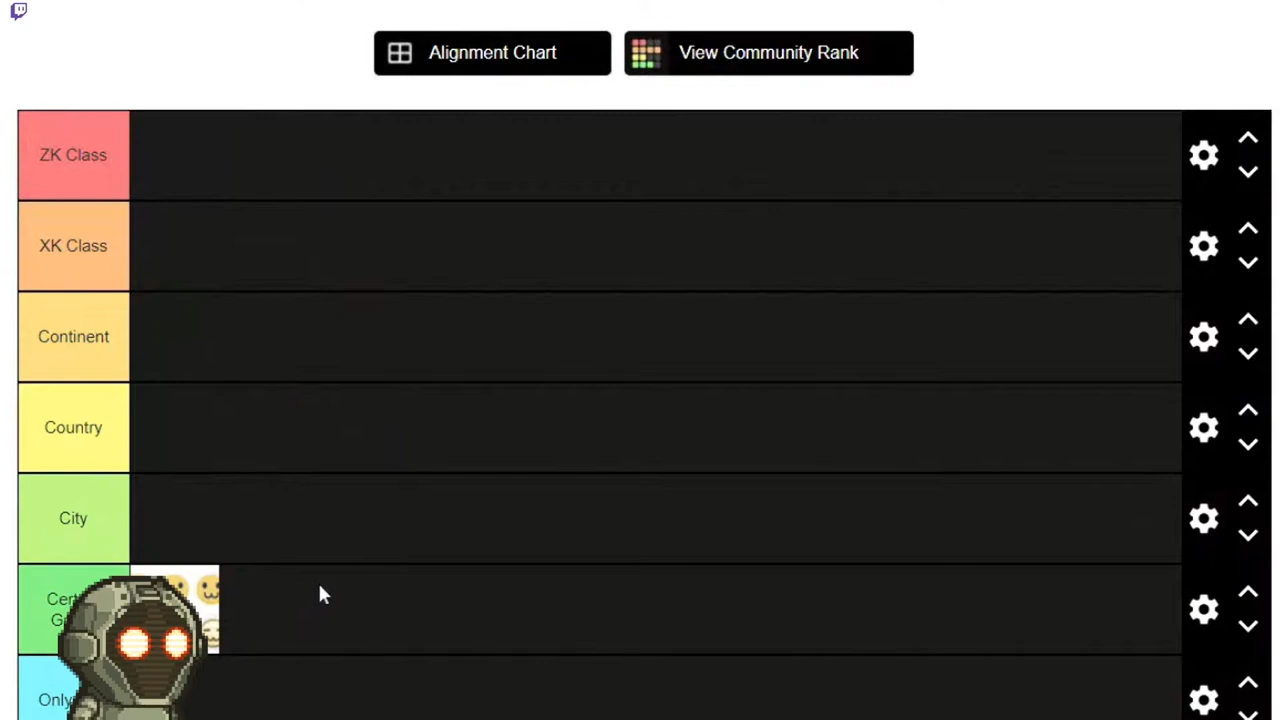 Alignment Chart
View Community Rank
ZK Class
XK Class
Continent
Country
City